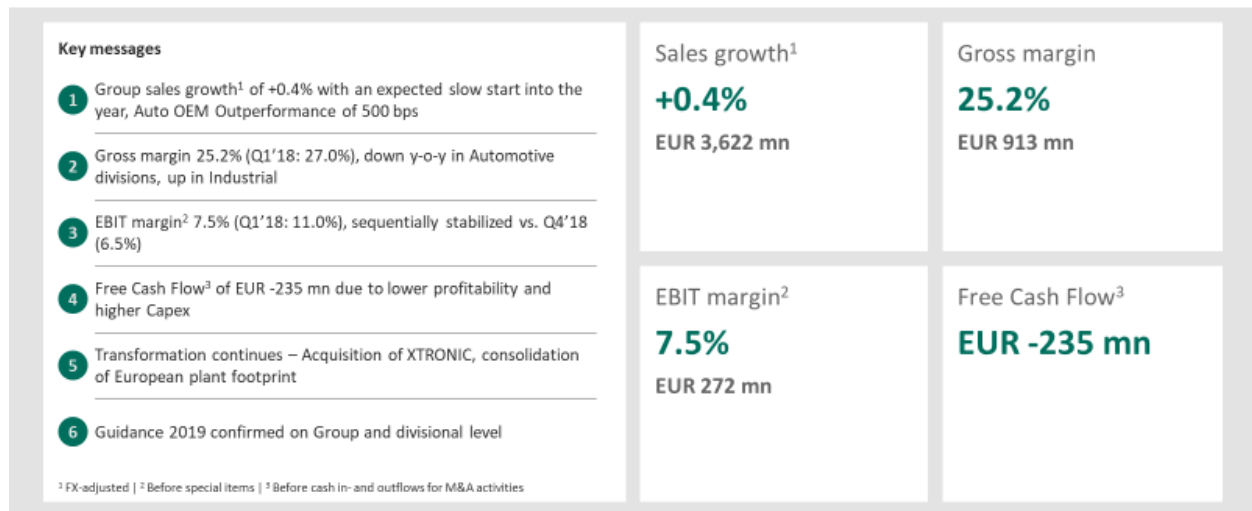 Key messages
1 Group sales growth¹ of +0.4% with an expected slow start into the
year, Auto OEM Outperformance of 500 bps
2 Gross margin 25.2% (Q1'18: 27.0%), down y-o-y in Automotive
divisions, up in Industrial
3 EBIT margin² 7.5% (Q1'18: 11.0%), sequentially stabilized vs. Q4'18
(6.5%)
4 Free Cash Flow³ of EUR -235 mn due to lower profitability and
higher Capex
5 Transformation continues – Acquisition of XTRONIC, consolidation
of European plant footprint
6 Guidance 2019 confirmed on Group and divisional level
¹ FX-adjusted | ² Before special items | ³ Before cash in- and outflows for M&A activities
Sales growth¹
+0.4%
EUR 3,622 mn
Gross margin
25.2%
EUR 913 mn
EBIT margin²
7.5%
EUR 272 mn
Free Cash Flow³
EUR -235 mn